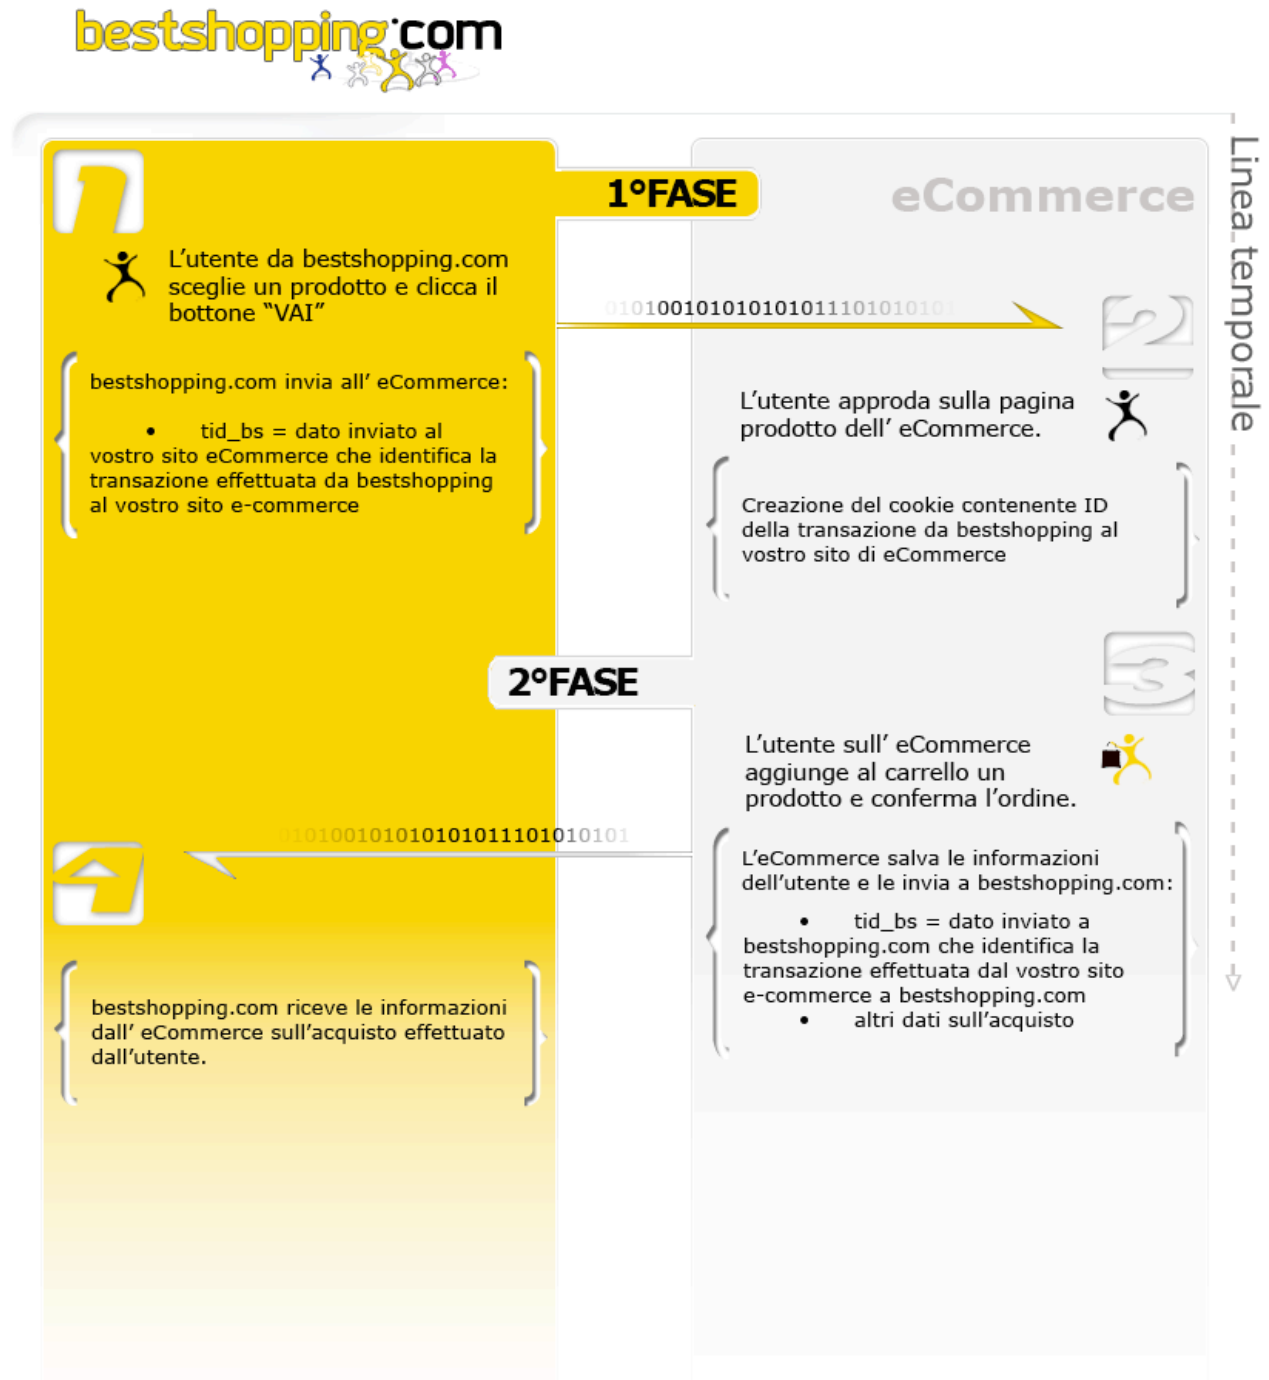 bestshopping.com
1
1°FASE
eCommerce
Linea temporale
L'utente da bestshopping.com
sceglie un prodotto e clicca il
bottone “VAI”
bestshopping.com invia all' eCommerce:
• tid_bs = dato inviato al
vostro sito eCommerce che identifica la
transazione effettuata da bestshopping
al vostro sito e-commerce
010100101010101011101010101
2
L'utente approda sulla pagina
prodotto dell' eCommerce.
Creazione del cookie contenente ID
della transazione da bestshopping al
vostro sito di eCommerce
2°FASE
3
L'utente sull' eCommerce
aggiunge al carrello un
prodotto e conferma l'ordine.
L'eCommerce salva le informazioni
dell'utente e le invia a bestshopping.com:
• tid_bs = dato inviato a
bestshopping.com che identifica la
transazione effettuata dal vostro sito
e-commerce a bestshopping.com
• altri dati sull'acquisto
010100101010101011101010101
4
bestshopping.com riceve le informazioni
dall' eCommerce sull'acquisto effettuato
dall'utente.